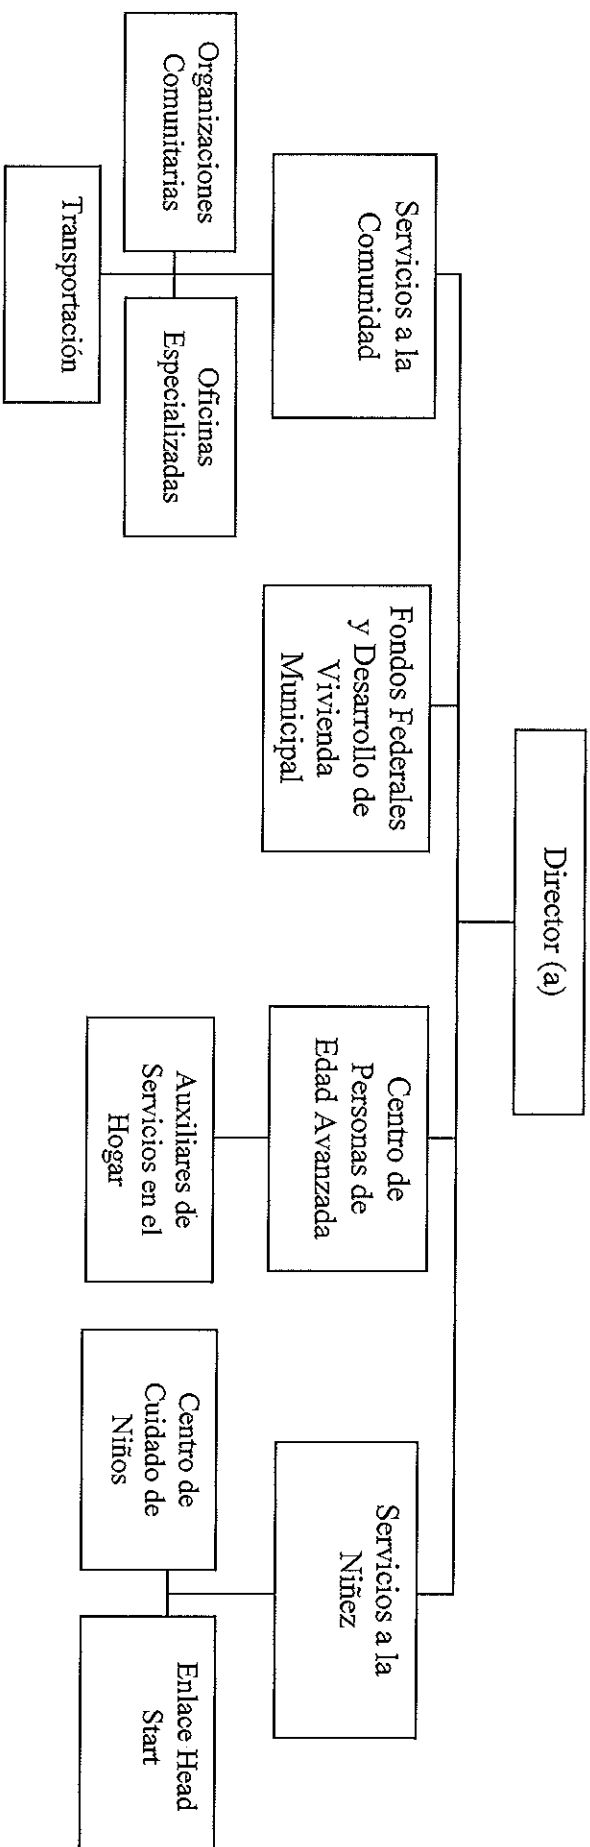 Director (a)
Servicios a la
Comunidad
Fondos Federales
y Desarrollo de
Vivienda
Municipal
Centro de
Personas de
Edad Avanzada
Servicios a la
Niñez
Organizaciones
Comunitarias
Oficinas
Especializadas
Transportación
Auxiliares de
Servicios en el
Hogar
Centro de
Cuidado de
Niños
Enlace Head
Start